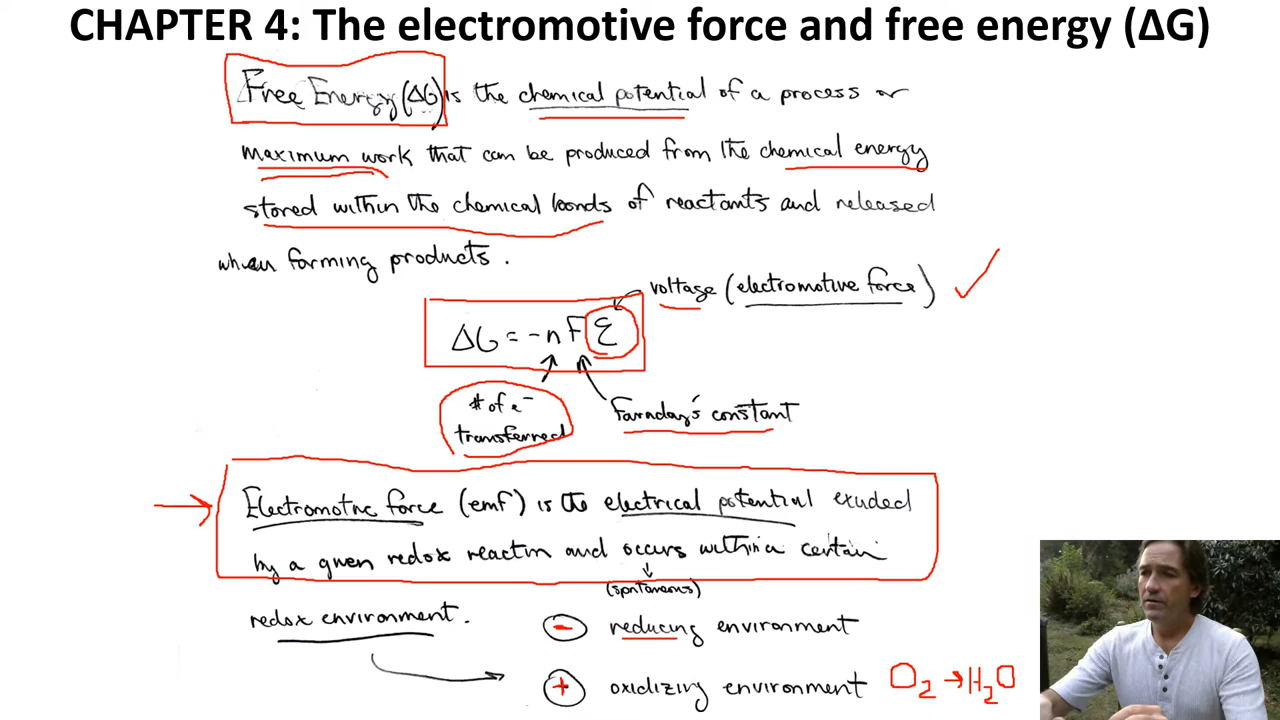 CHAPTER 4: The electromotive force and free energy (ΔG)
Free Energy (ΔG) is the chemical potential of a process or
maximum work that can be produced from the chemical energy
stored within the chemical bonds of reactants and released
when forming products.
voltage (electromotive force) ✓
ΔG = -nFℰ
# of e⁻
transferred
Faraday's constant
→ Electromotive force (emf) is the electrical potential exuded
by a given redox reaction and occurs within a certain
↓
(spontaneous)
redox environment.
- reducing environment
+ oxidizing environment O₂ → H₂O